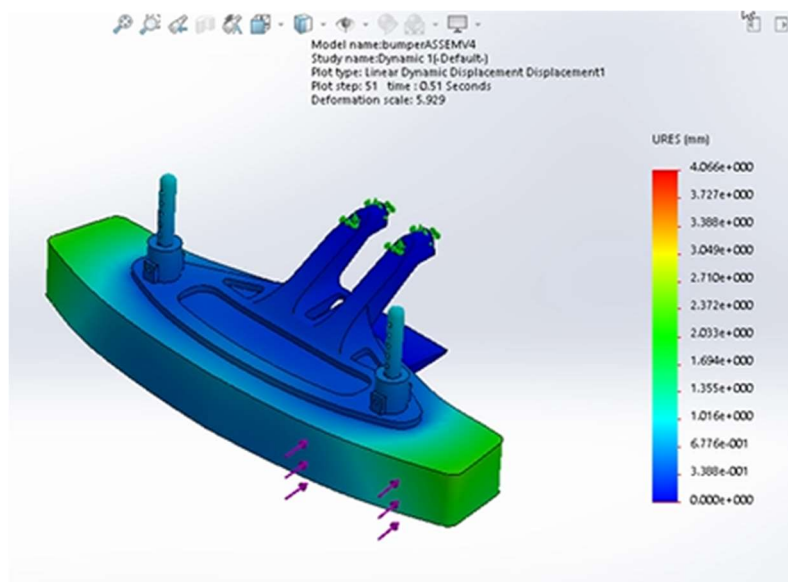 Model name:bumperASSEMV4
Study name:Dynamic 1(-Default-)
Plot type: Linear Dynamic Displacement Displacement1
Plot step: 51 time : 0.51 Seconds
Deformation scale: 5.929
URES (mm)
4.066e+000
3.727e+000
3.388e+000
3.049e+000
2.710e+000
2.372e+000
2.033e+000
1.694e+000
1.355e+000
1.016e+000
6.776e-001
3.388e-001
0.000e+000